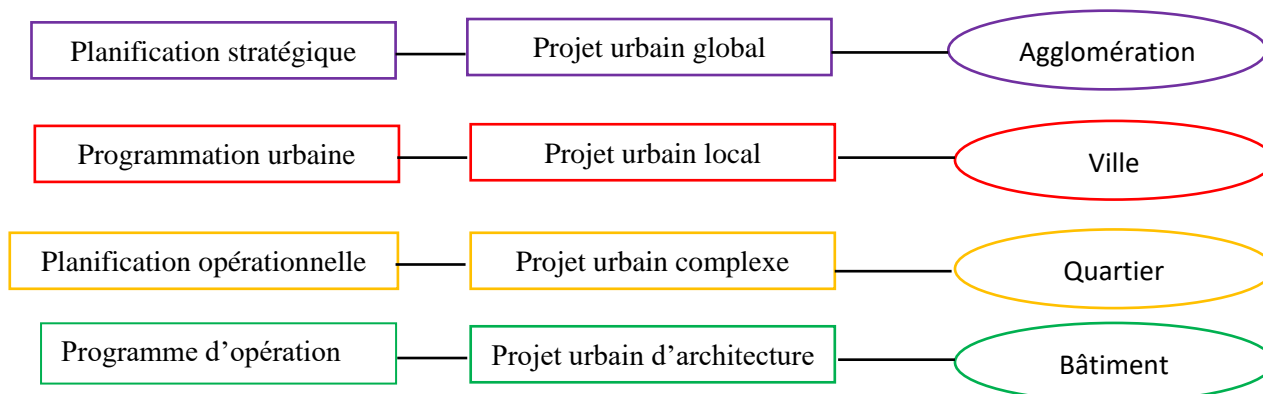 Planification stratégique
Projet urbain global
Agglomération
Programmation urbaine
Projet urbain local
Ville
Planification opérationnelle
Projet urbain complexe
Quartier
Programme d’opération
Projet urbain d’architecture
Bâtiment